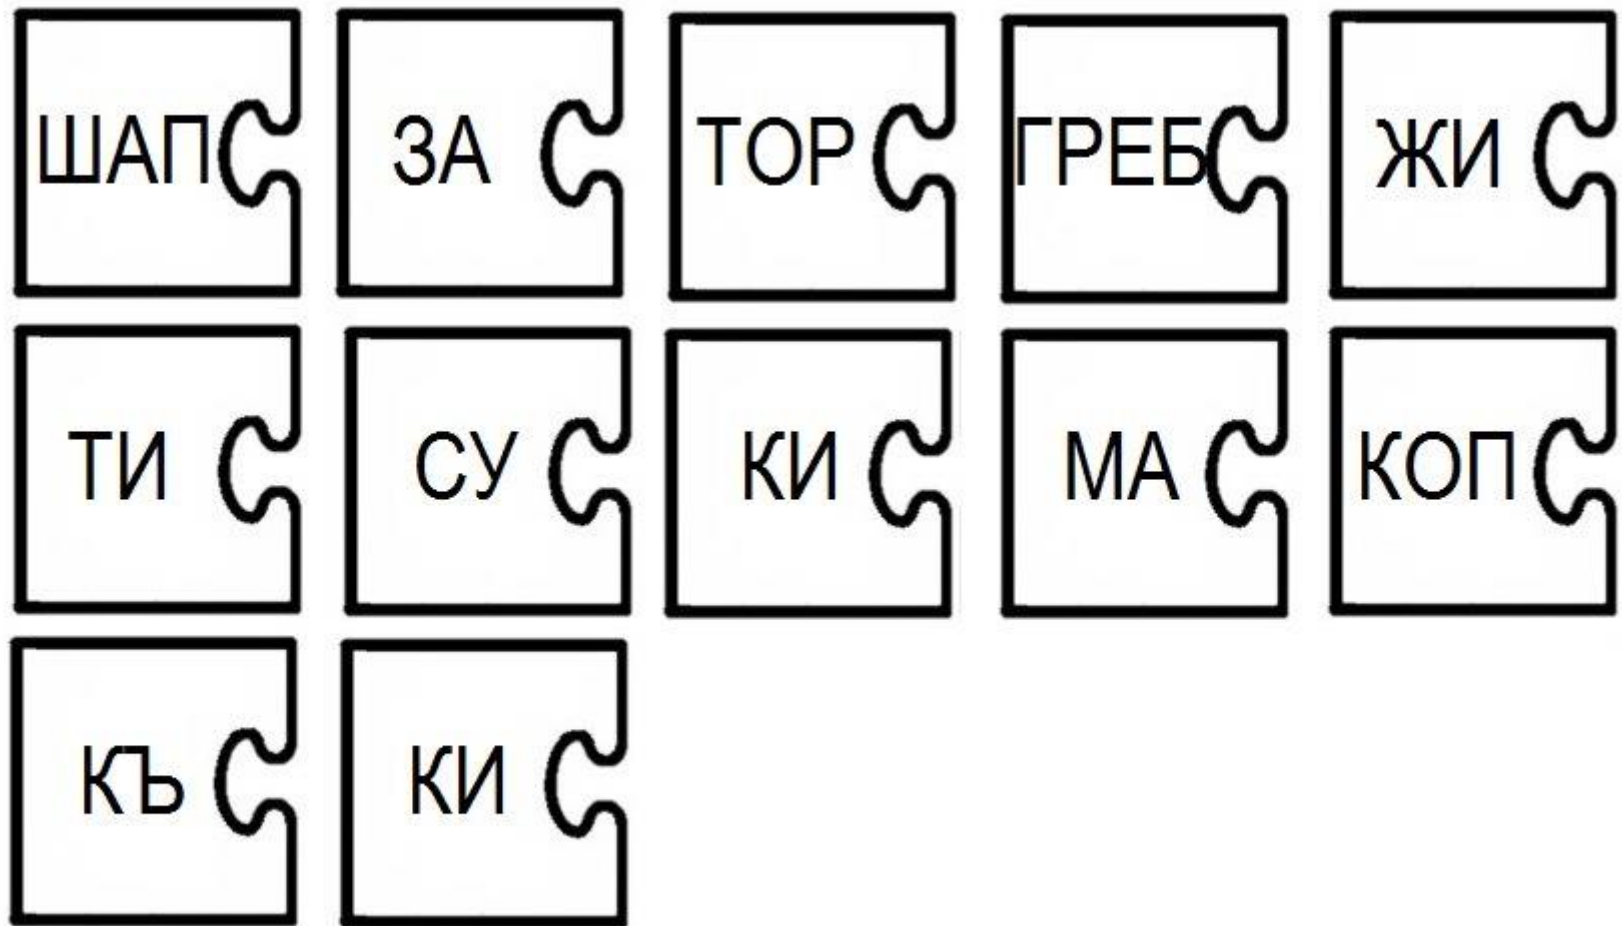 ШАП ЗА ТОР ГРЕБ ЖИ
ТИ СУ КИ МА КОП
КЪ КИ